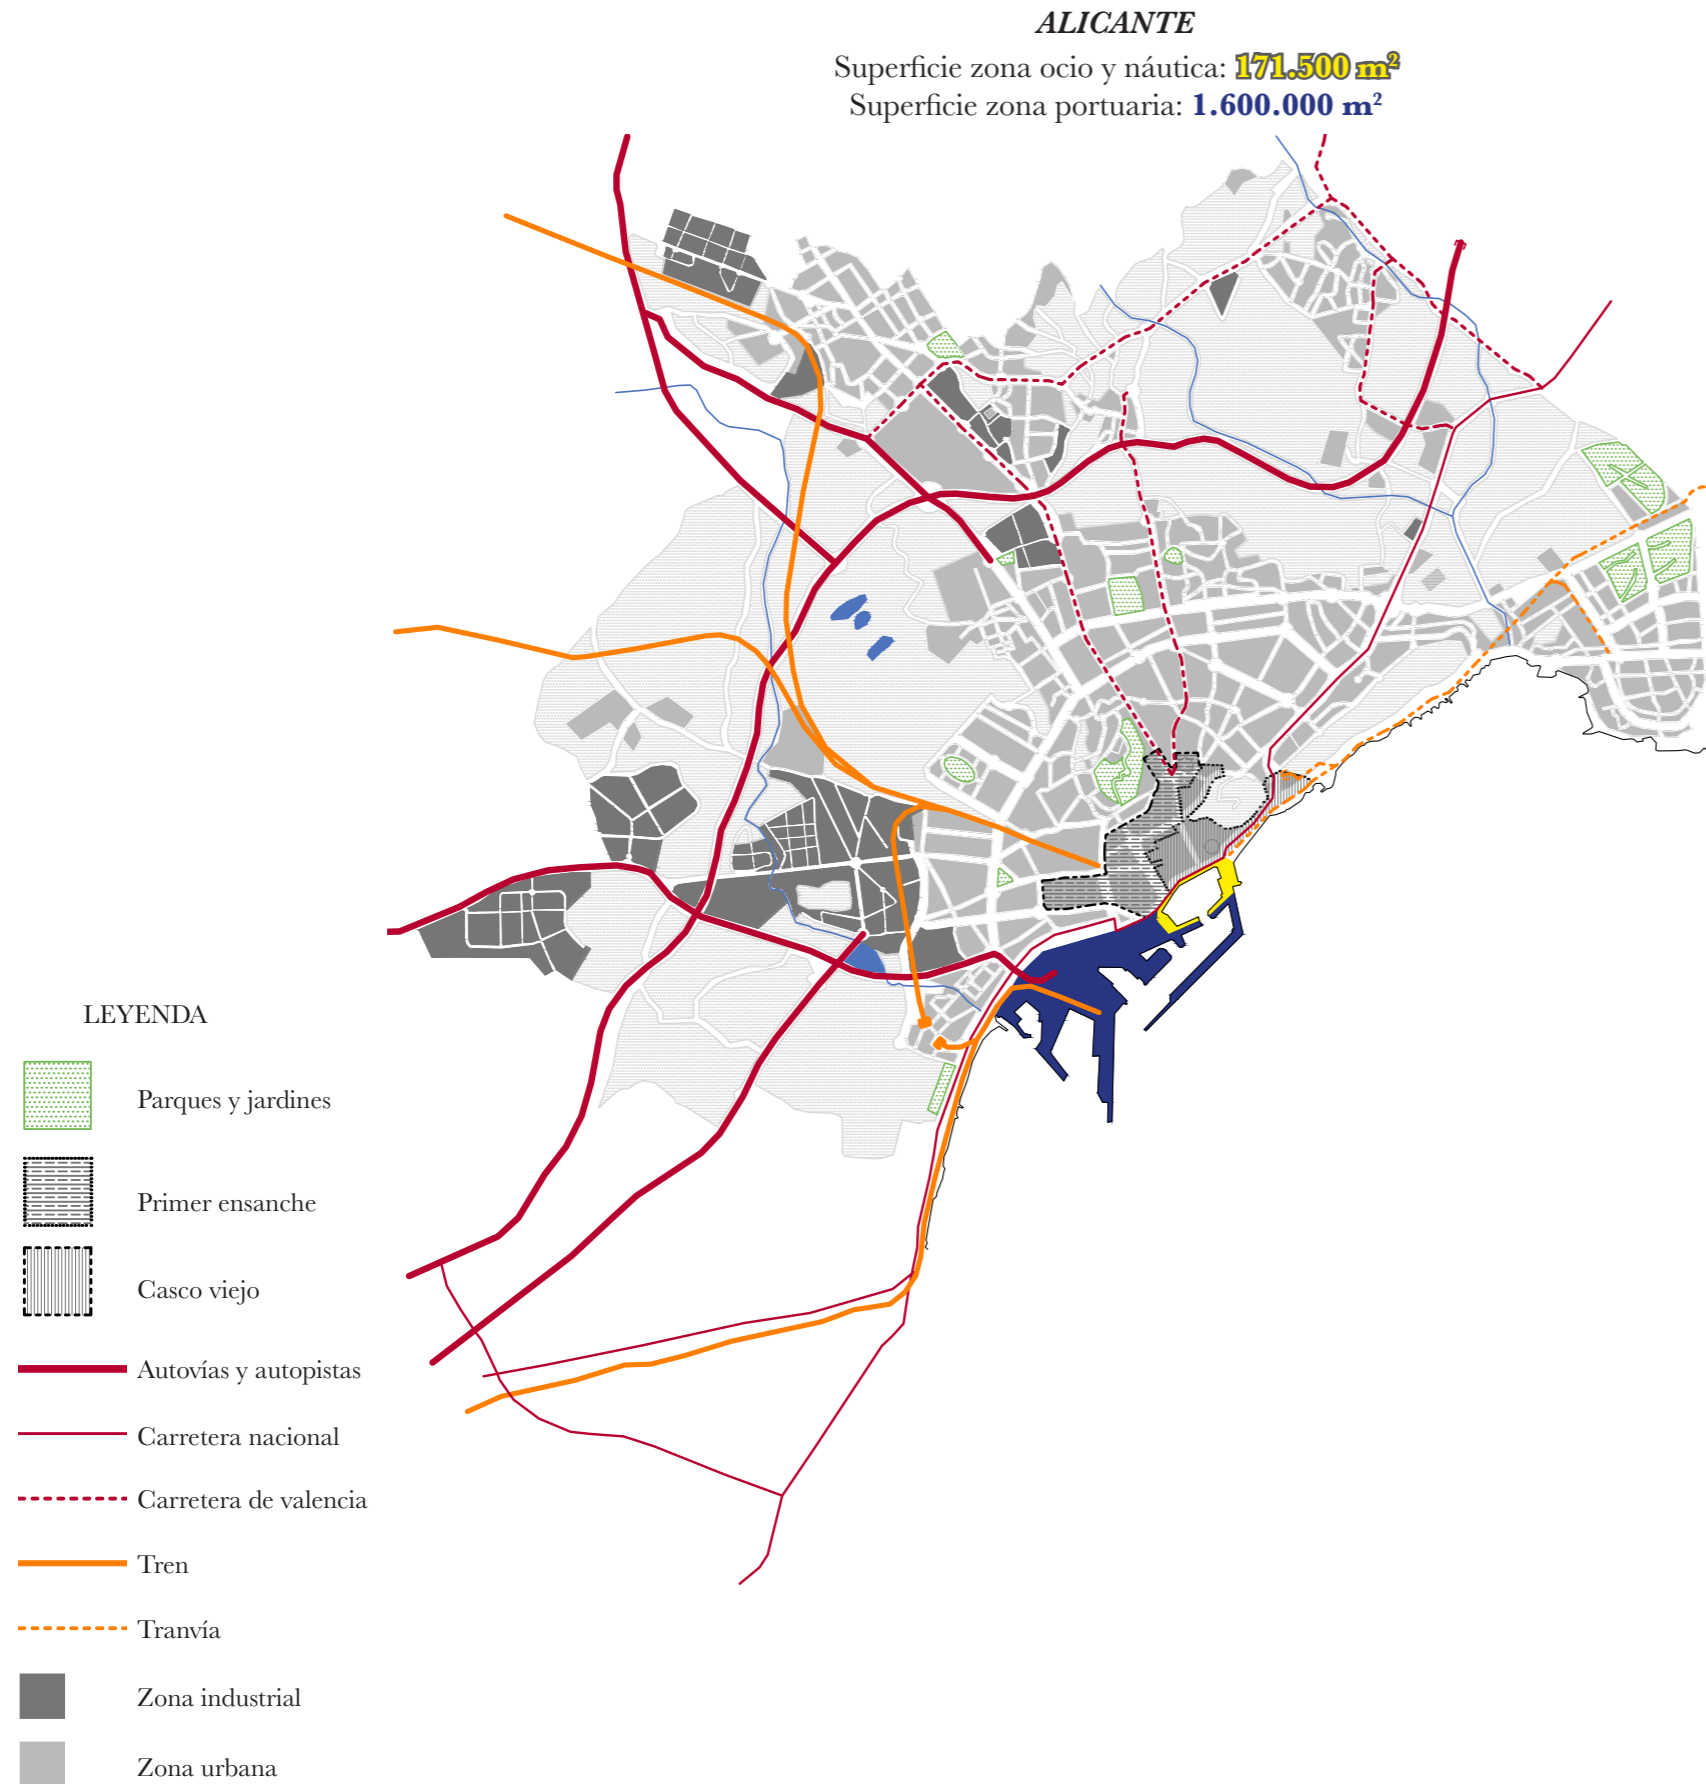 ALICANTE
Superficie zona ocio y náutica: 171.500 m²
Superficie zona portuaria: 1.600.000 m²
LEYENDA
Parques y jardines
Primer ensanche
Casco viejo
Autovías y autopistas
Carretera nacional
Carretera de valencia
Tren
Tranvía
Zona industrial
Zona urbana